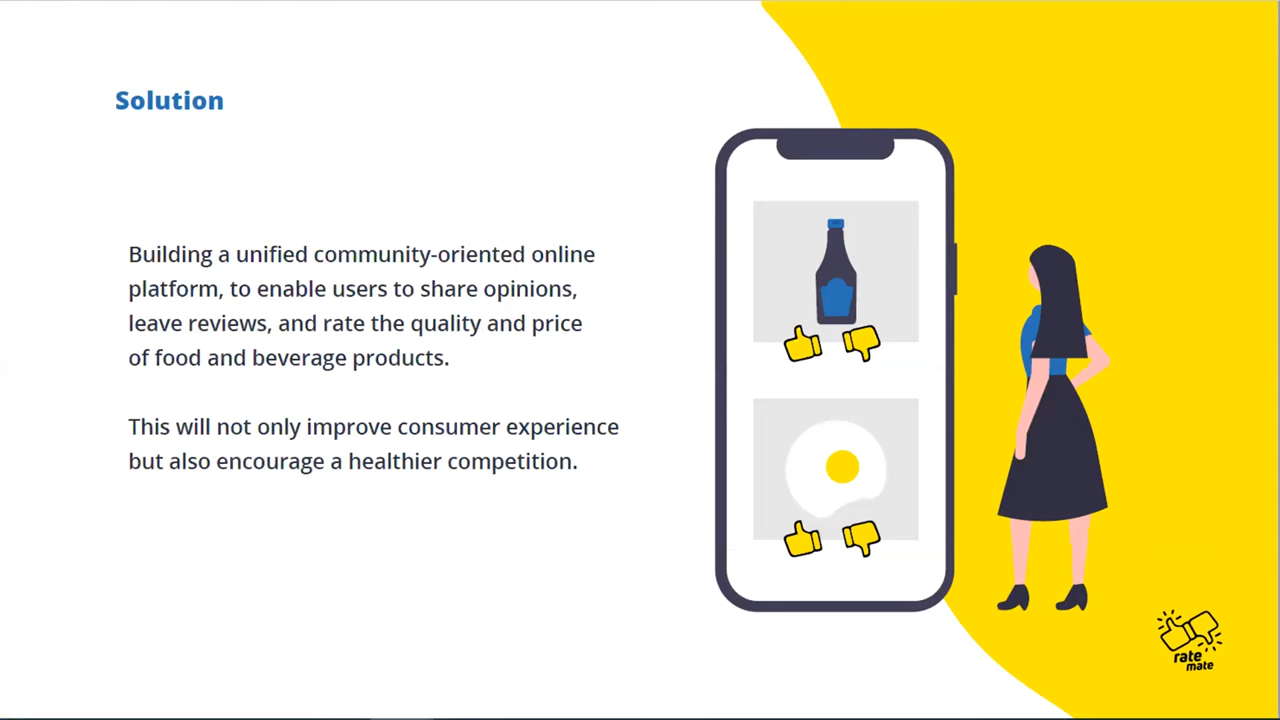 Solution
Building a unified community-oriented online
platform, to enable users to share opinions,
leave reviews, and rate the quality and price
of food and beverage products.
This will not only improve consumer experience
but also encourage a healthier competition.
rate
mate